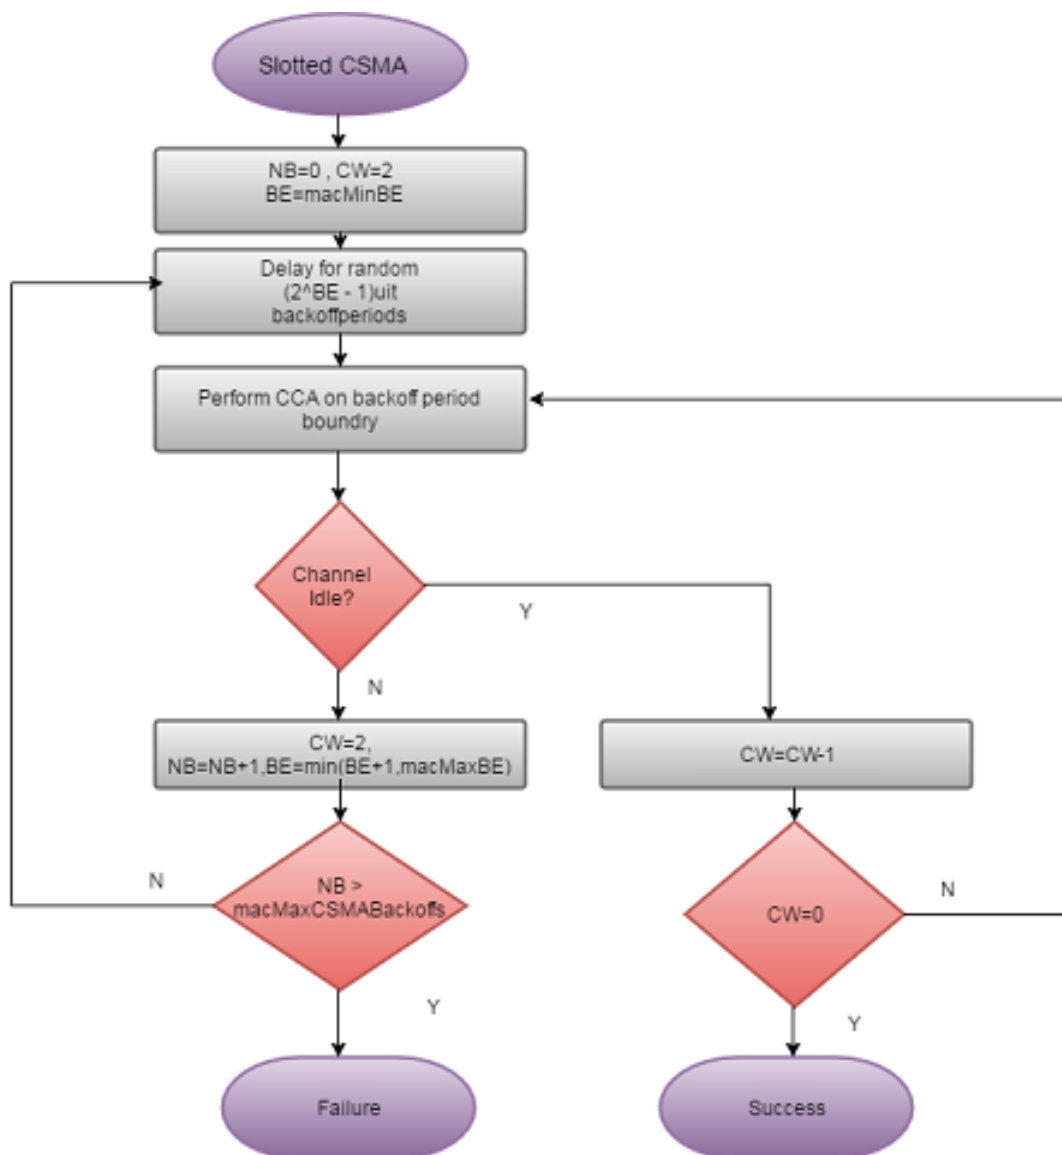 Slotted CSMA
NB=0 , CW=2
BE=macMinBE
Delay for random
(2^BE - 1)uit
backoffperiods
Perform CCA on backoff period
boundry
Channel
Idle?
Y
N
CW=2,
NB=NB+1,BE=min(BE+1,macMaxBE)
CW=CW-1
N
NB >
macMaxCSMABackoffs
CW=0
N
Y
Y
Failure
Success